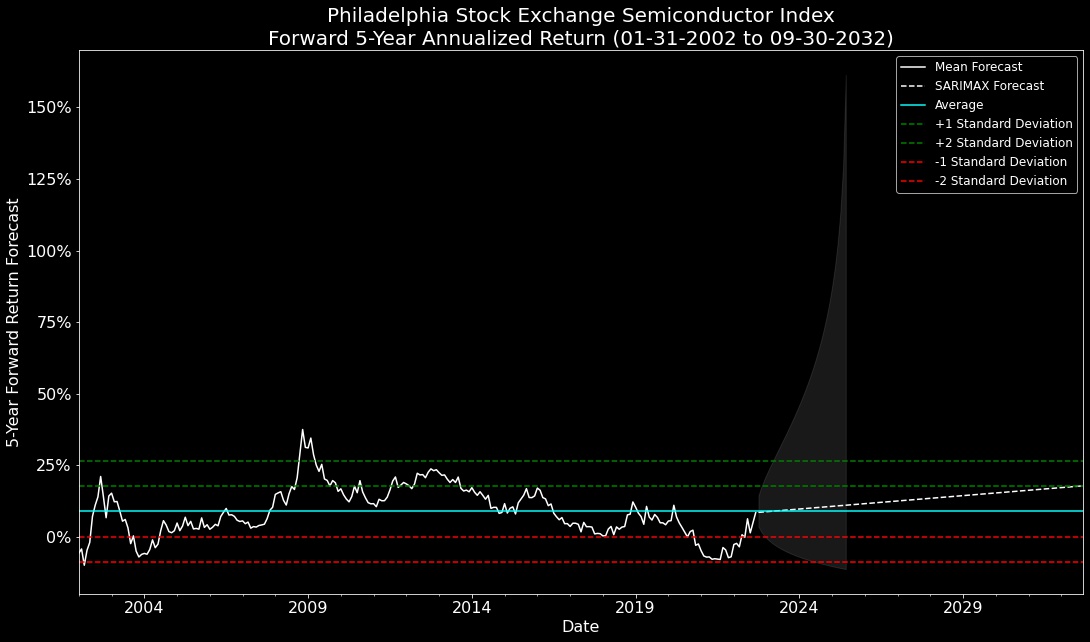 Philadelphia Stock Exchange Semiconductor Index
Forward 5-Year Annualized Return (01-31-2002 to 09-30-2032)
Mean Forecast
SARIMAX Forecast
Average
+1 Standard Deviation
+2 Standard Deviation
-1 Standard Deviation
-2 Standard Deviation
5-Year Forward Return Forecast
150%
125%
100%
75%
50%
25%
0%
2004 2009 2014 2019 2024 2029
Date